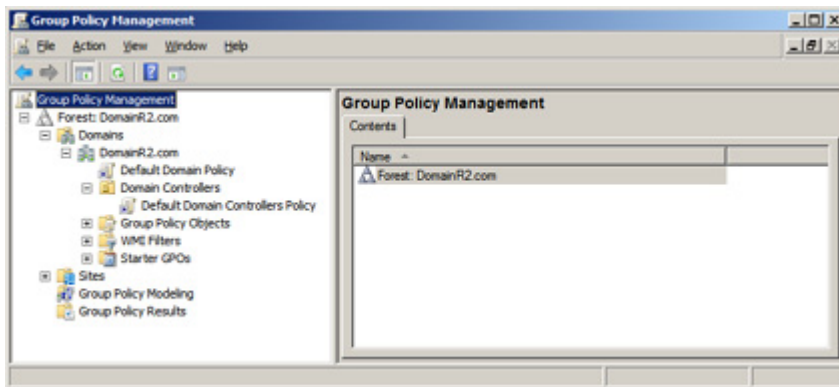 Group Policy Management
File Action View Window Help
Group Policy Management
Forest: DomainR2.com
Domains
DomainR2.com
Default Domain Policy
Domain Controllers
Default Domain Controllers Policy
Group Policy Objects
WMI Filters
Starter GPOs
Sites
Group Policy Modeling
Group Policy Results
Group Policy Management
Contents
Name
Forest: DomainR2.com